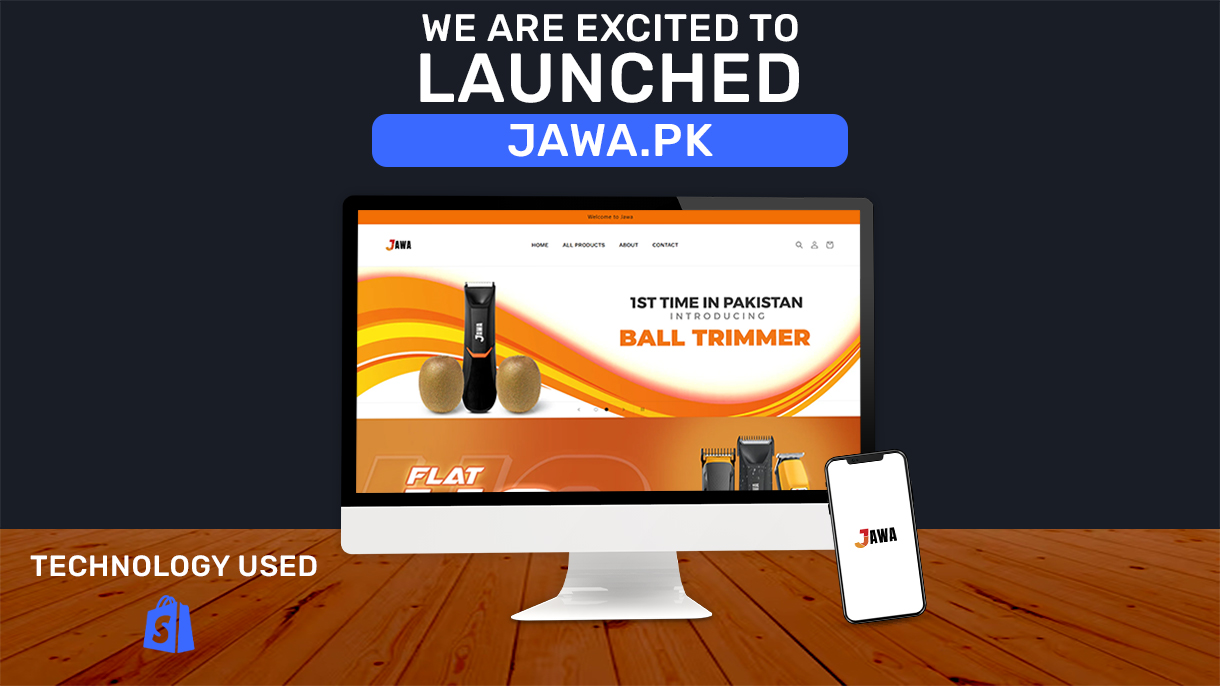 WE ARE EXCITED TO
LAUNCHED
JAWA.PK
Welcome to Jawa
JAWA
HOME ALL PRODUCTS ABOUT CONTACT
1ST TIME IN PAKISTAN
INTRODUCING
BALL TRIMMER
JAWA
FLAT
JAWA
TECHNOLOGY USED
S